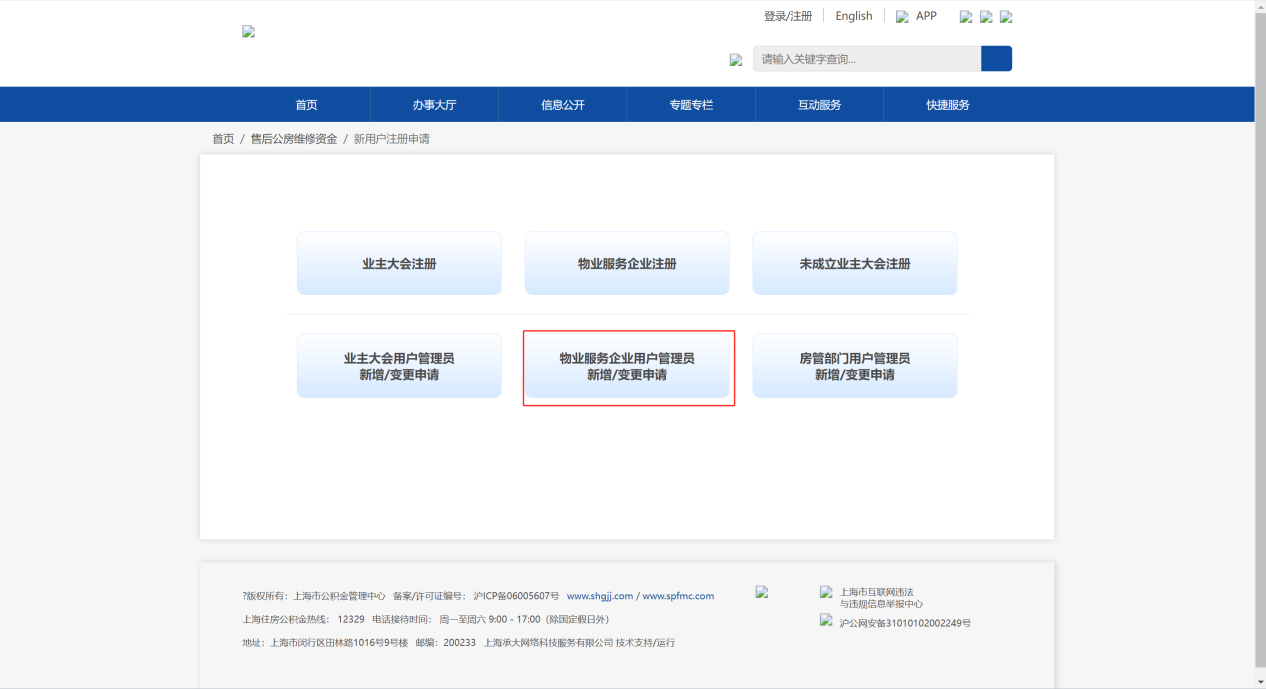 登录/注册 English APP
请输入关键字查询...
首页 办事大厅 信息公开 专题专栏 互动服务 快捷服务
首页 / 售后公房维修资金 / 新用户注册申请
业主大会注册 物业服务企业注册 未成立业主大会注册
业主大会用户管理员 物业服务企业用户管理员 房管部门用户管理员
新增/变更申请 新增/变更申请 新增/变更申请
?版权所有：上海市公积金管理中心 备案/许可证编号： 沪ICP备06005607号 www.shgjj.com / www.spfmc.com
上海住房公积金热线： 12329 电话接待时间： 周一至周六 9:00 - 17:00（除国定假日外）
地址：上海市闵行区田林路1016号9号楼 邮编：200233 上海承大网络科技服务有限公司 技术支持/运行
上海市互联网违法
与违规信息举报中心
沪公网安备31010102002249号